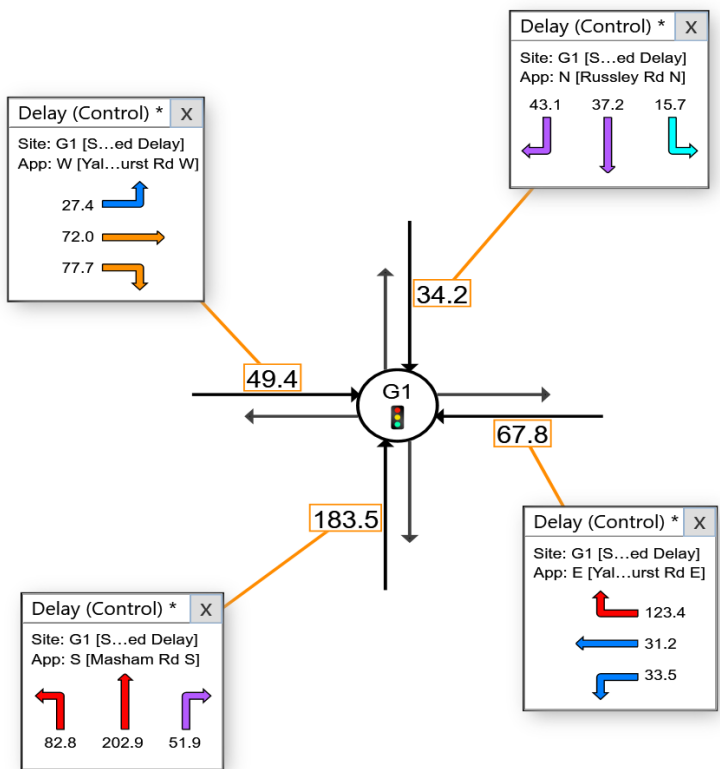 Delay (Control) * X
Site: G1 [S...ed Delay]
App: N [Russley Rd N]
43.1 37.2 15.7
Delay (Control) * X
Site: G1 [S...ed Delay]
App: W [Yal...urst Rd W]
27.4
72.0
77.7
34.2
49.4
G1
67.8
183.5
Delay (Control) * X
Site: G1 [S...ed Delay]
App: E [Yal...urst Rd E]
123.4
31.2
33.5
Delay (Control) * X
Site: G1 [S...ed Delay]
App: S [Masham Rd S]
82.8 202.9 51.9